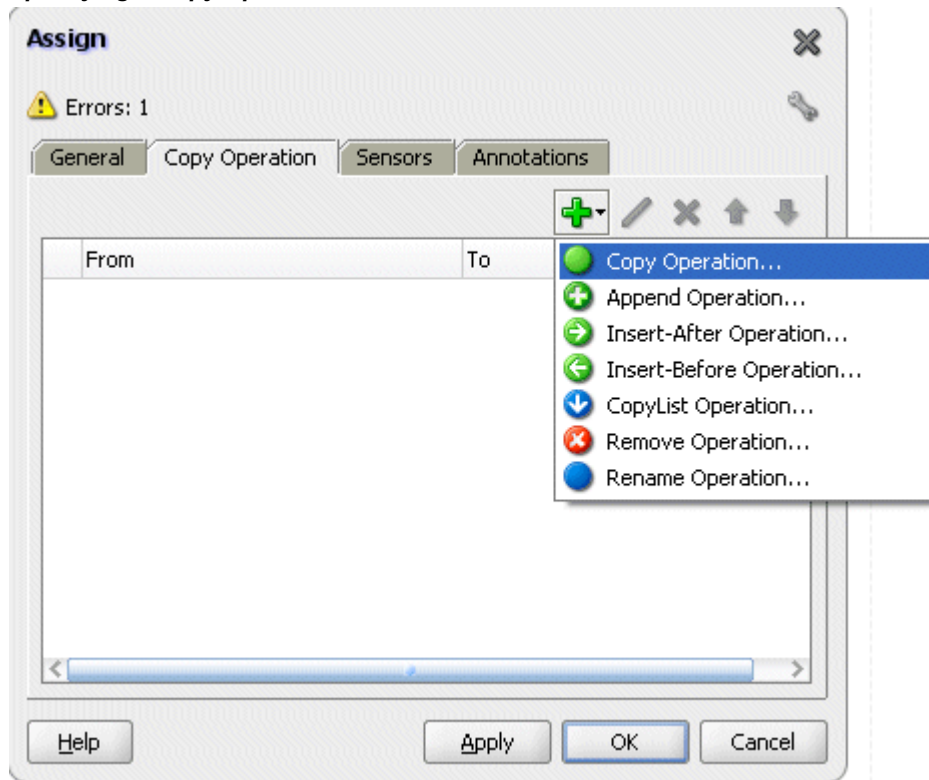 Assign
Errors: 1
General Copy Operation Sensors Annotations
From To
Copy Operation...
Append Operation...
Insert-After Operation...
Insert-Before Operation...
CopyList Operation...
Remove Operation...
Rename Operation...
Help Apply OK Cancel